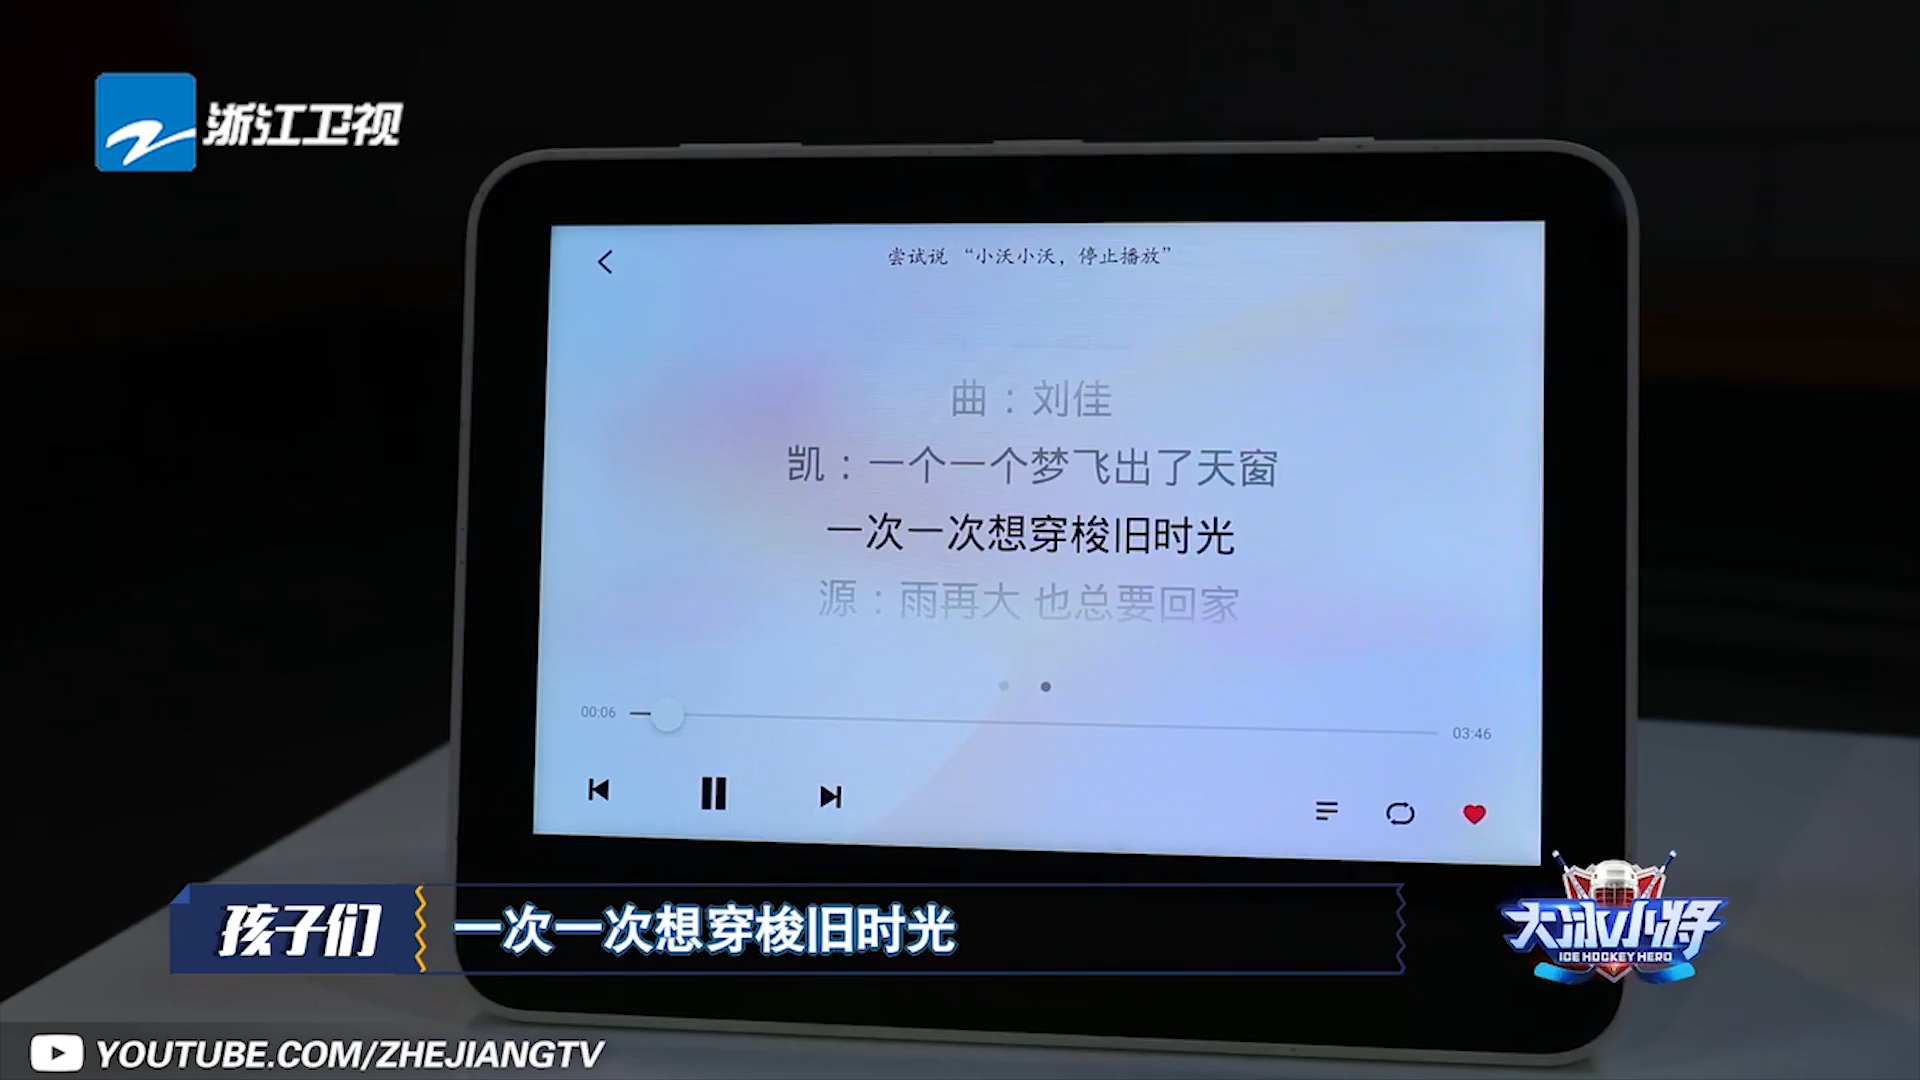 浙江卫视
尝试说 “小沃小沃，停止播放”
曲：刘佳
凯：一个一个梦飞出了天窗
一次一次想穿梭旧时光
源：雨再大 也总要回家
00:06
03:46
孩子们
一次一次想穿梭旧时光
大冰小将
ICE HOCKEY HERO
YOUTUBE.COM/ZHEJIANGTV